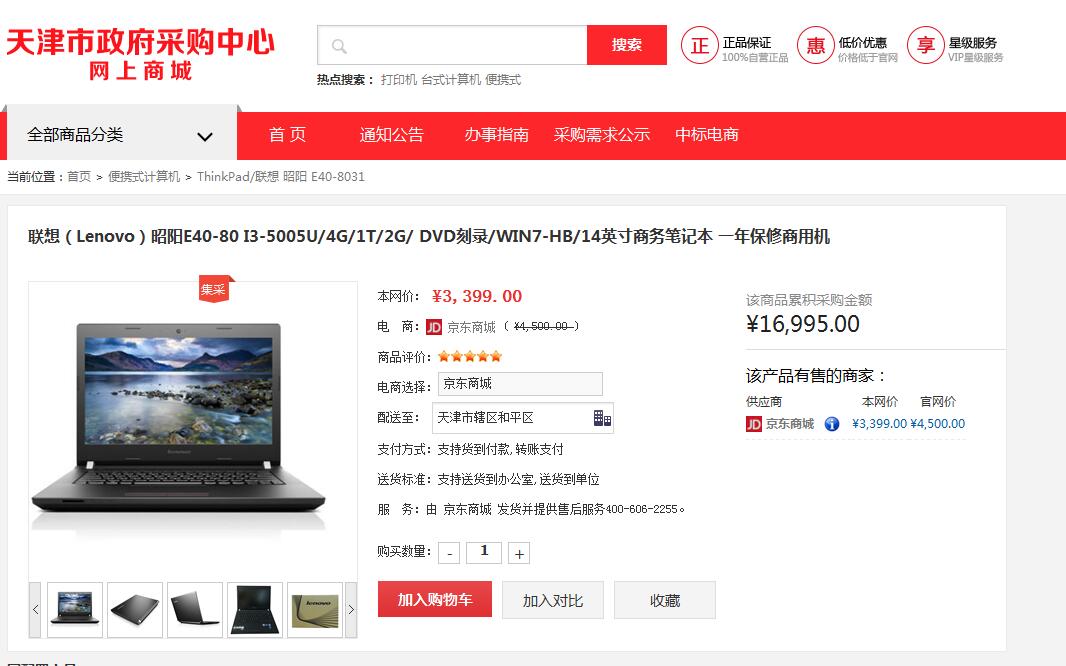 天津市政府采购中心
网上商城
搜索
热点搜索： 打印机 台式计算机 便携式
正 正品保证
100%自营正品
惠 低价优惠
价格低于官网
享 星级服务
VIP星级服务
全部商品分类 首 页 通知公告 办事指南 采购需求公示 中标电商
当前位置：首页 > 便携式计算机 > ThinkPad/联想 昭阳 E40-8031
联想（Lenovo）昭阳E40-80 I3-5005U/4G/1T/2G/ DVD刻录/WIN7-HB/14英寸商务笔记本 一年保修商用机
集采
本网价： ¥3,399.00
电 商： JD 京东商城 （ ¥4,500.00 ）
商品评价：
电商选择： 京东商城
配送至： 天津市辖区和平区
支付方式：支持货到付款,转账支付
送货标准：支持送货到办公室,送货到单位
服 务：由 京东商城 发货并提供售后服务400-606-2255。
购买数量： - 1 +
加入购物车 加入对比 收藏
该商品累积采购金额
¥16,995.00
该产品有售的商家：
供应商 本网价 官网价
JD 京东商城 ¥3,399.00 ¥4,500.00
lenovo